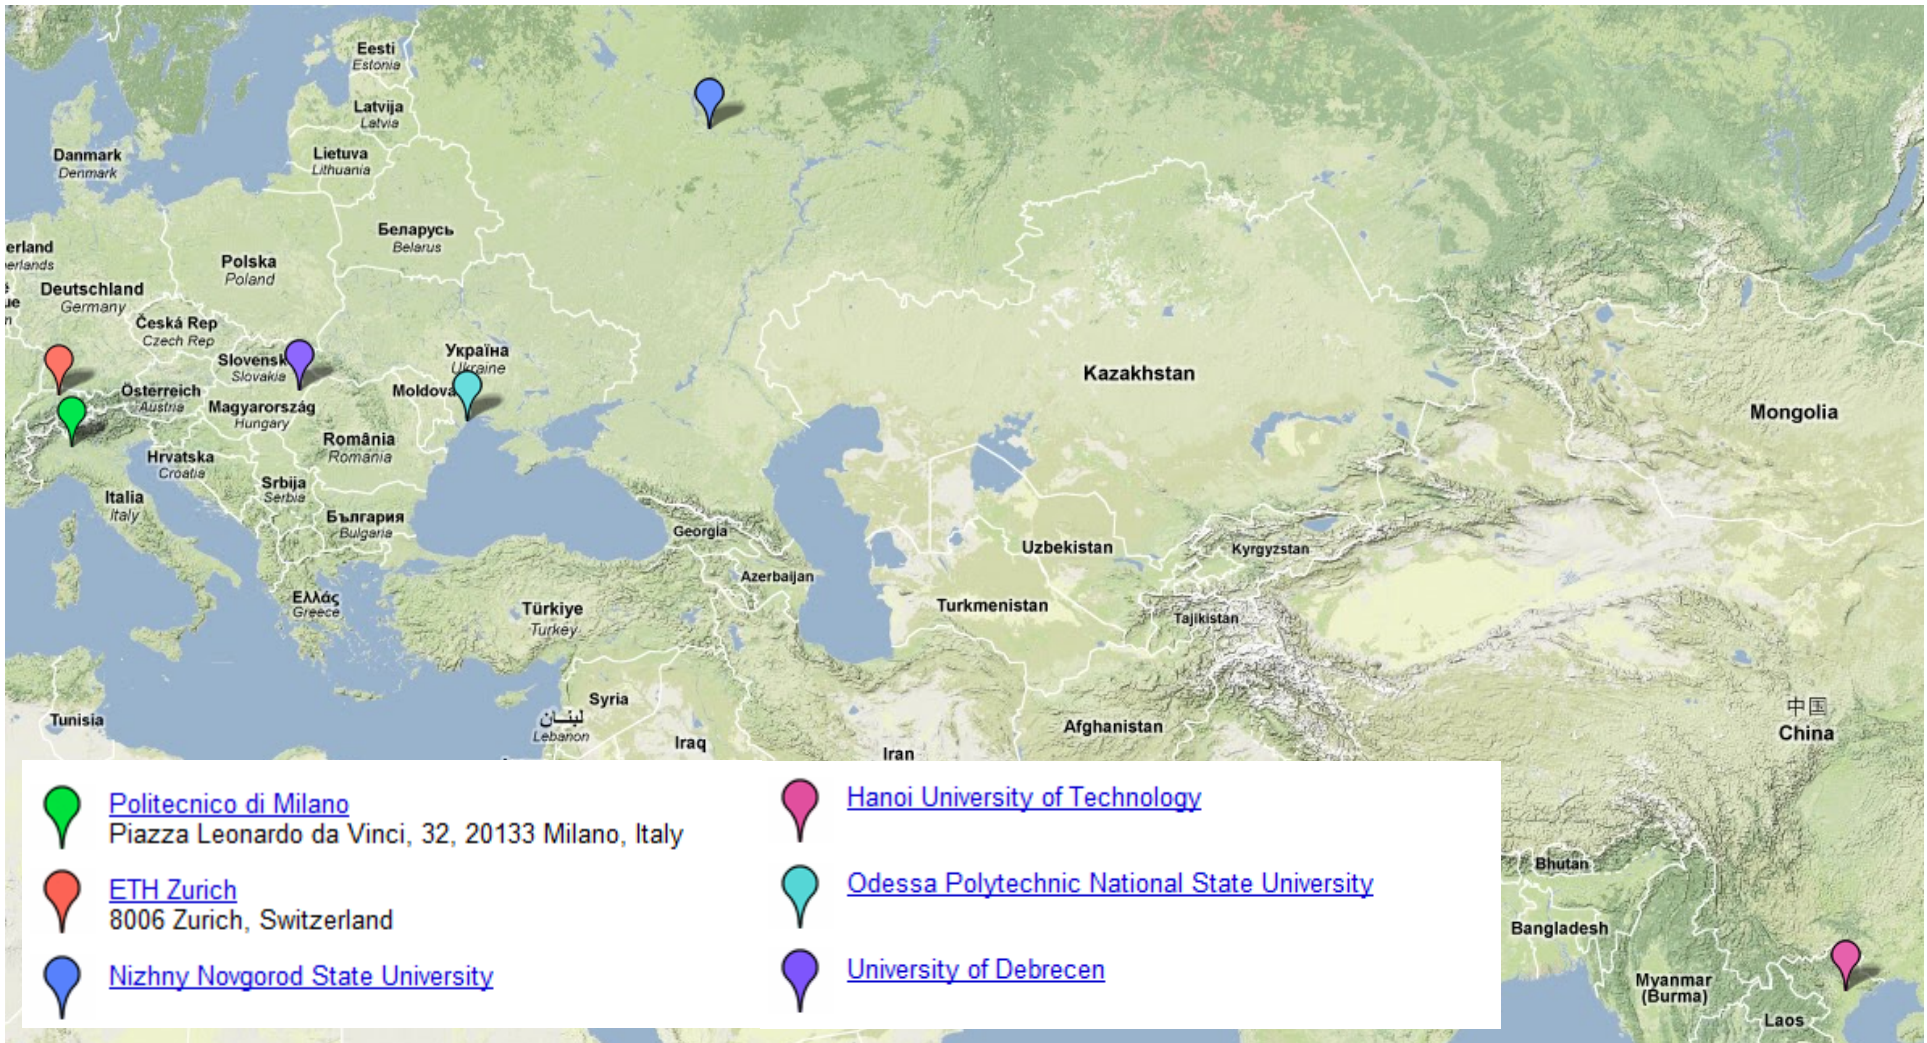 Eesti
Estonia
Latvija
Latvia
Danmark
Denmark
Lietuva
Lithuania
Беларусь
Belarus
erland
erlands
Polska
Poland
Deutschland
Germany
ue
n
Česká Rep
Czech Rep
Slovensk
Slovakia
Україна
Ukraine
Österreich
Austria
Moldova
Magyarország
Hungary
România
Romania
Hrvatska
Croatia
Srbija
Serbia
Italia
Italy
България
Bulgaria
Georgia
Azerbaijan
Ελλάς
Greece
Türkiye
Turkey
Kazakhstan
Mongolia
Uzbekistan
Kyrgyzstan
Turkmenistan
Tajikistan
Tunisia
Syria
لبنــان
Lebanon
Iraq
Iran
Afghanistan
中国
China
Bhutan
Bangladesh
Myanmar
(Burma)
Laos
Politecnico di Milano
Piazza Leonardo da Vinci, 32, 20133 Milano, Italy
ETH Zurich
8006 Zurich, Switzerland
Nizhny Novgorod State University
Hanoi University of Technology
Odessa Polytechnic National State University
University of Debrecen